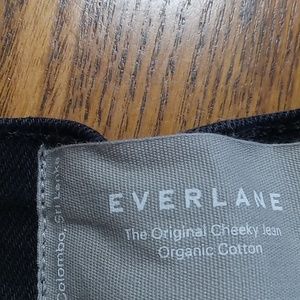 EVERLANE
The Original Cheeky Jean
Organic Cotton
Colombo, Sri Lanka